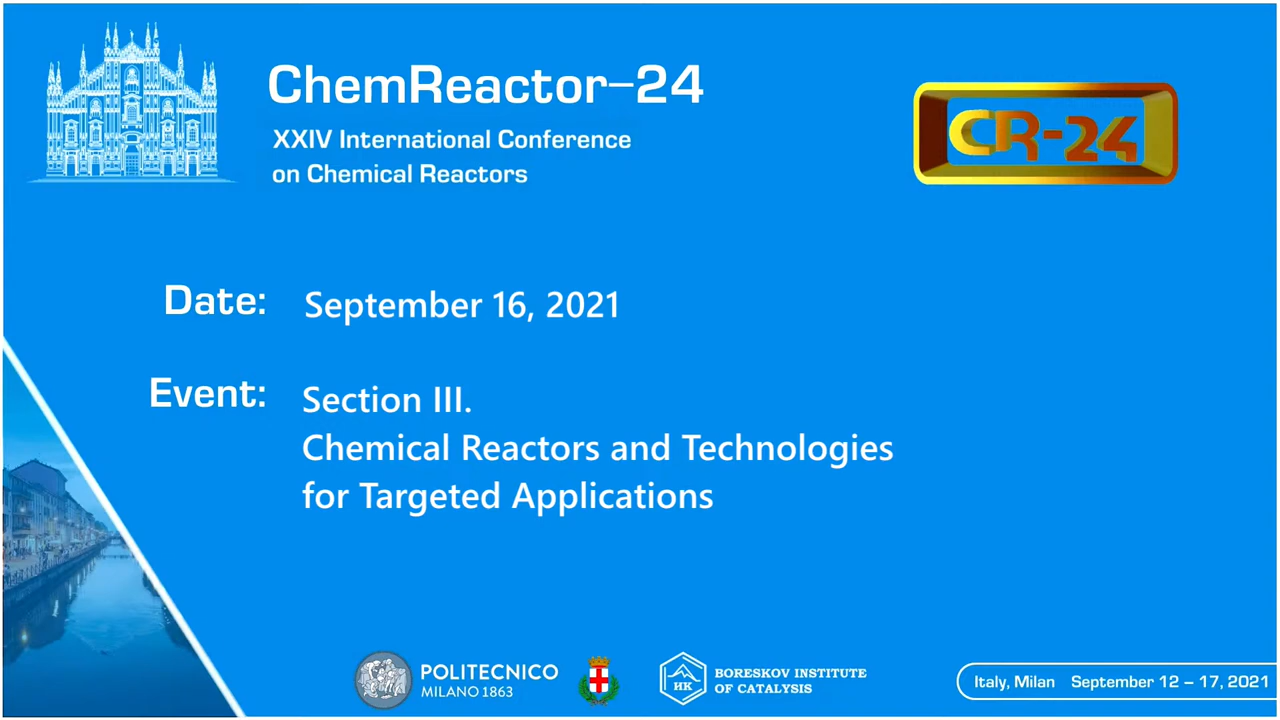 ChemReactor–24
XXIV International Conference
on Chemical Reactors
CR-24
Date: September 16, 2021
Event: Section III.
Chemical Reactors and Technologies
for Targeted Applications
POLITECNICO
MILANO 1863
НК
BORESKOV INSTITUTE
OF CATALYSIS
Italy, Milan September 12 – 17, 2021